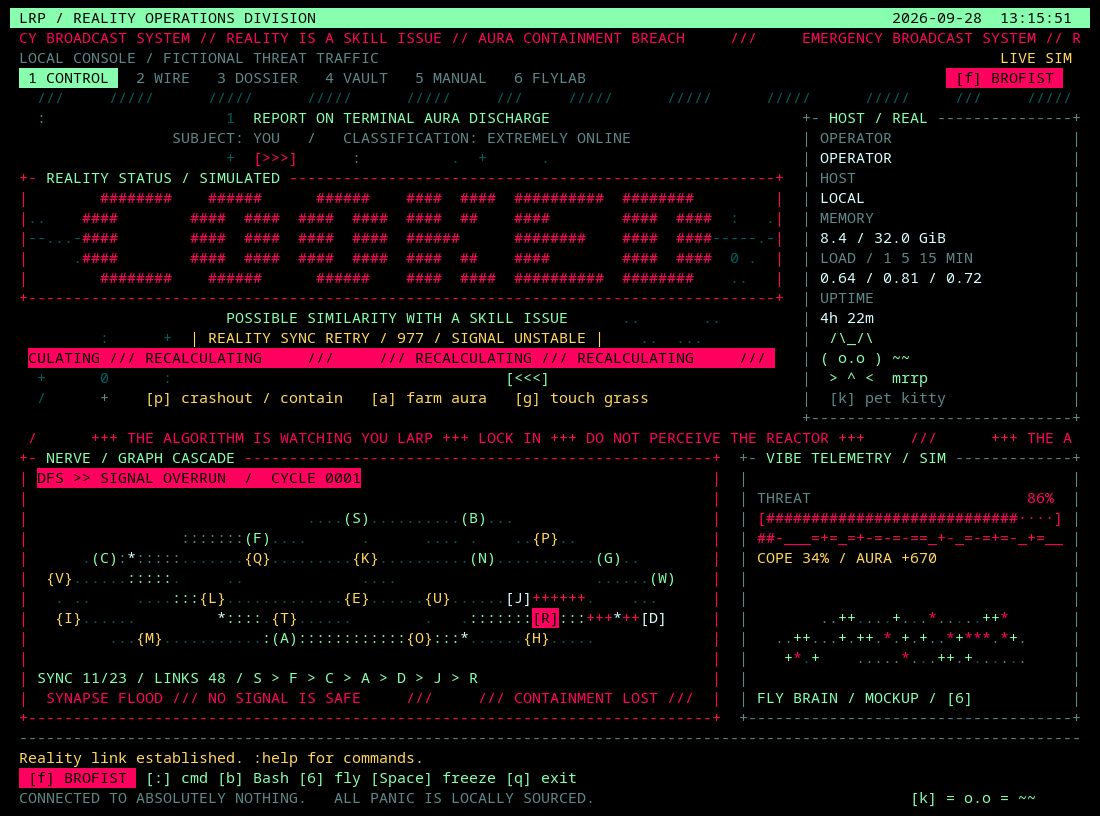 LRP / REALITY OPERATIONS DIVISION 2026-09-28 13:15:51
CY BROADCAST SYSTEM // REALITY IS A SKILL ISSUE // AURA CONTAINMENT BREACH /// EMERGENCY BROADCAST SYSTEM // R
LOCAL CONSOLE / FICTIONAL THREAT TRAFFIC LIVE SIM
1 CONTROL 2 WIRE 3 DOSSIER 4 VAULT 5 MANUAL 6 FLYLAB [f] BROFIST
1 REPORT ON TERMINAL AURA DISCHARGE
SUBJECT: YOU / CLASSIFICATION: EXTREMELY ONLINE
[>>>]
REALITY STATUS / SIMULATED
COOKED
POSSIBLE SIMILARITY WITH A SKILL ISSUE
| REALITY SYNC RETRY / 977 / SIGNAL UNSTABLE |
CULATING /// RECALCULATING /// /// RECALCULATING /// RECALCULATING ///
[<<<]
[p] crashout / contain [a] farm aura [g] touch grass
HOST / REAL
OPERATOR
OPERATOR
HOST
LOCAL
MEMORY
8.4 / 32.0 GiB
LOAD / 1 5 15 MIN
0.64 / 0.81 / 0.72
UPTIME
4h 22m
/\_/\
( o.o ) ~~
> ^ < mrrp
[k] pet kitty
/ +++ THE ALGORITHM IS WATCHING YOU LARP +++ LOCK IN +++ DO NOT PERCEIVE THE REACTOR +++ /// +++ THE A
NERVE / GRAPH CASCADE
DFS >> SIGNAL OVERRUN / CYCLE 0001
(S) (B)
(F) {P}
(C) {Q} {K} (N) (G)
{V} (W)
{L} {E} {U} [J]
{I} {T} [R] [D]
{M} (A) {O} {H}
SYNC 11/23 / LINKS 48 / S > F > C > A > D > J > R
SYNAPSE FLOOD /// NO SIGNAL IS SAFE /// /// CONTAINMENT LOST ///
VIBE TELEMETRY / SIM
THREAT 86%
[############################····]
##-___=+=_=+-=-=-==_+-_=-=+=-_+=__
COPE 34% / AURA +670
FLY BRAIN / MOCKUP / [6]
Reality link established. :help for commands.
[f] BROFIST [:] cmd [b] Bash [6] fly [Space] freeze [q] exit
CONNECTED TO ABSOLUTELY NOTHING. ALL PANIC IS LOCALLY SOURCED. [k] = o.o = ~~